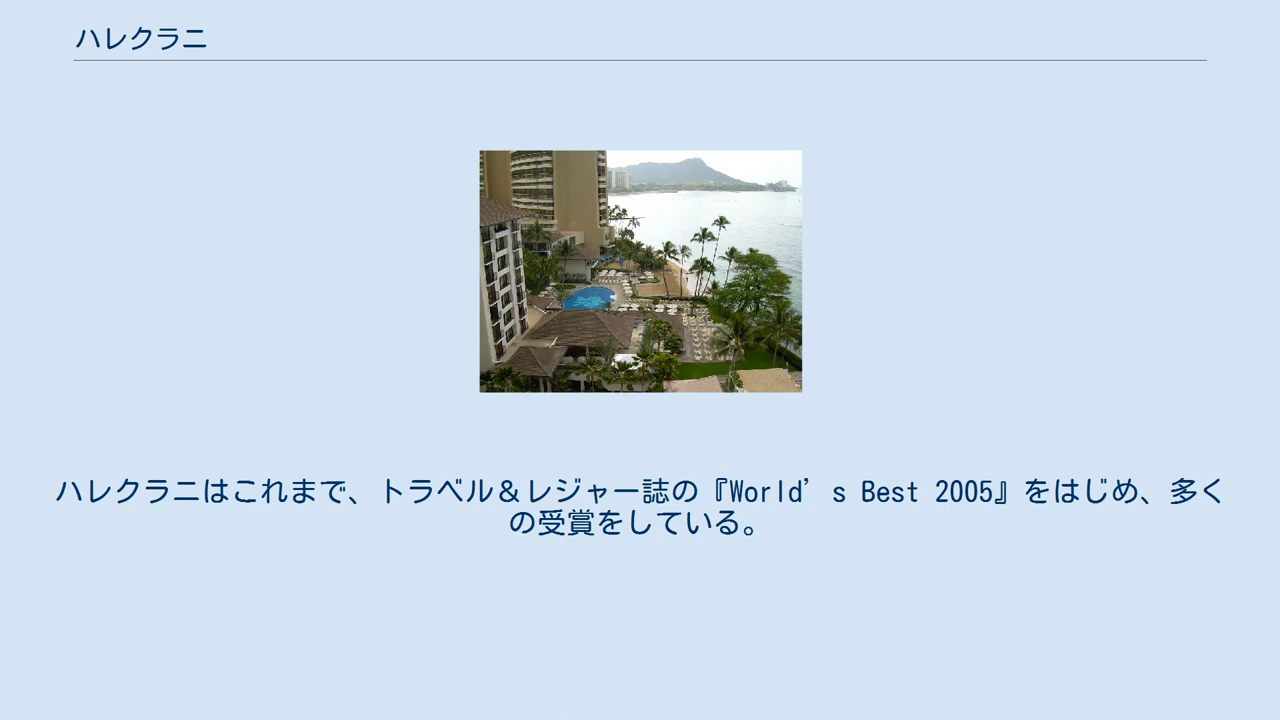 ハレクラニ
ハレクラニはこれまで、トラベル＆レジャー誌の『World’s Best 2005』をはじめ、多く
の受賞をしている。